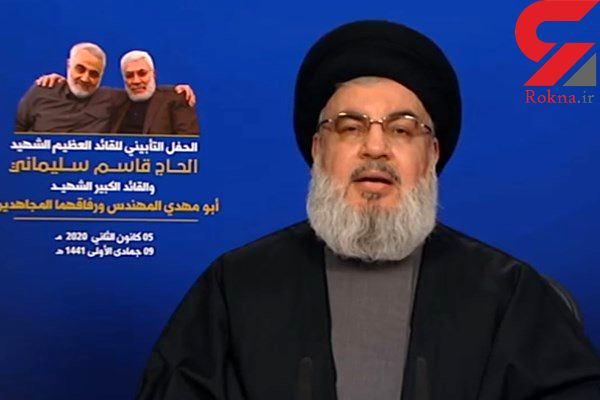 Rokna.ir
الحفل التأبيني للقائد العظيم الشهيد
الحاج قاسم سليماني
والقائد الكبير الشهيد
أبو مهدي المهندس ورفاقهما المجاهدين
05 كانون الثاني 2020 مـ
09 جمادى الأولى 1441 هـ